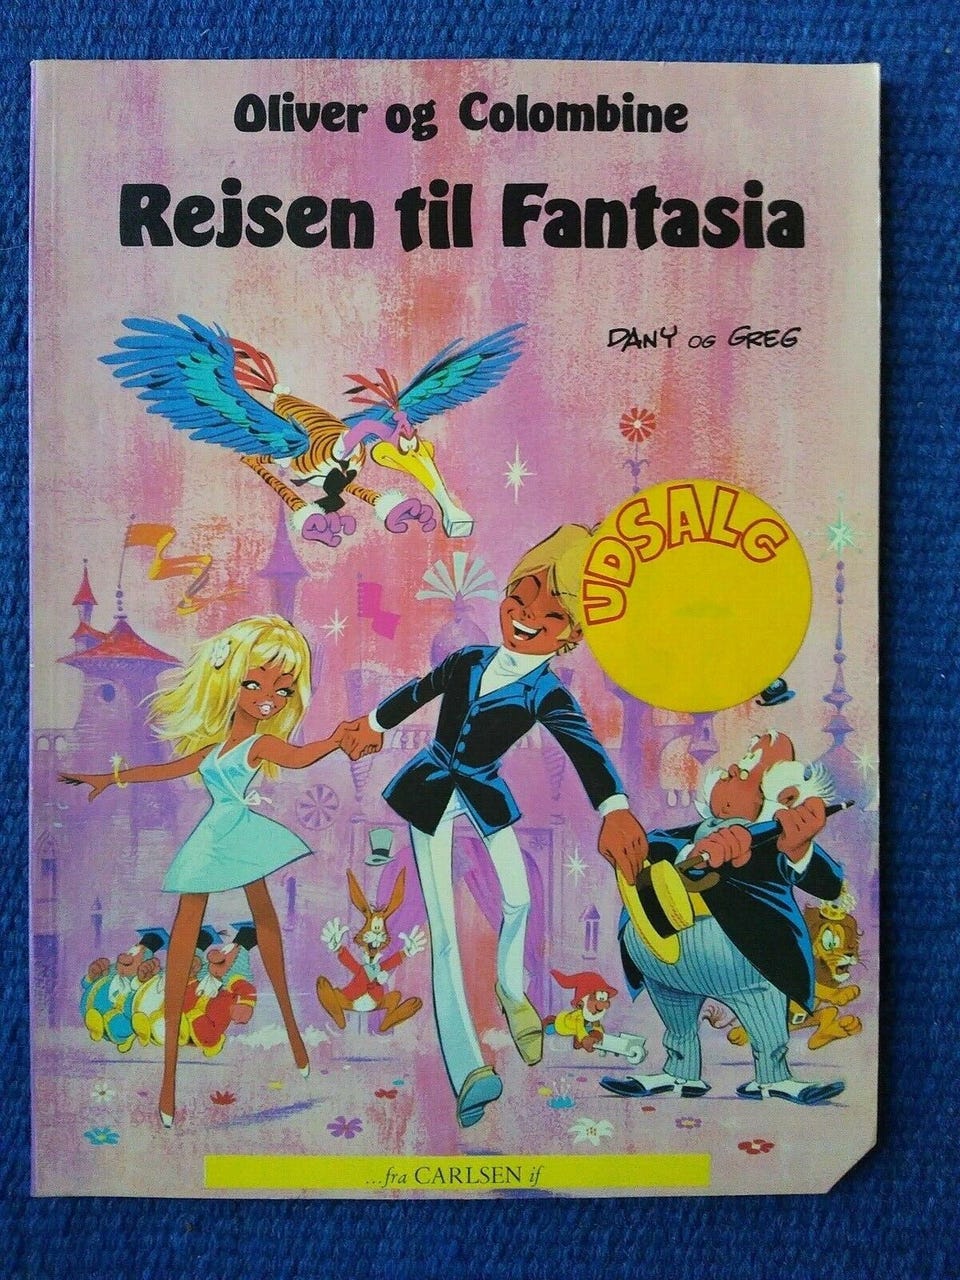 Oliver og Colombine
Rejsen til Fantasia
DANY OG GREG
UDSALG
...fra CARLSEN if